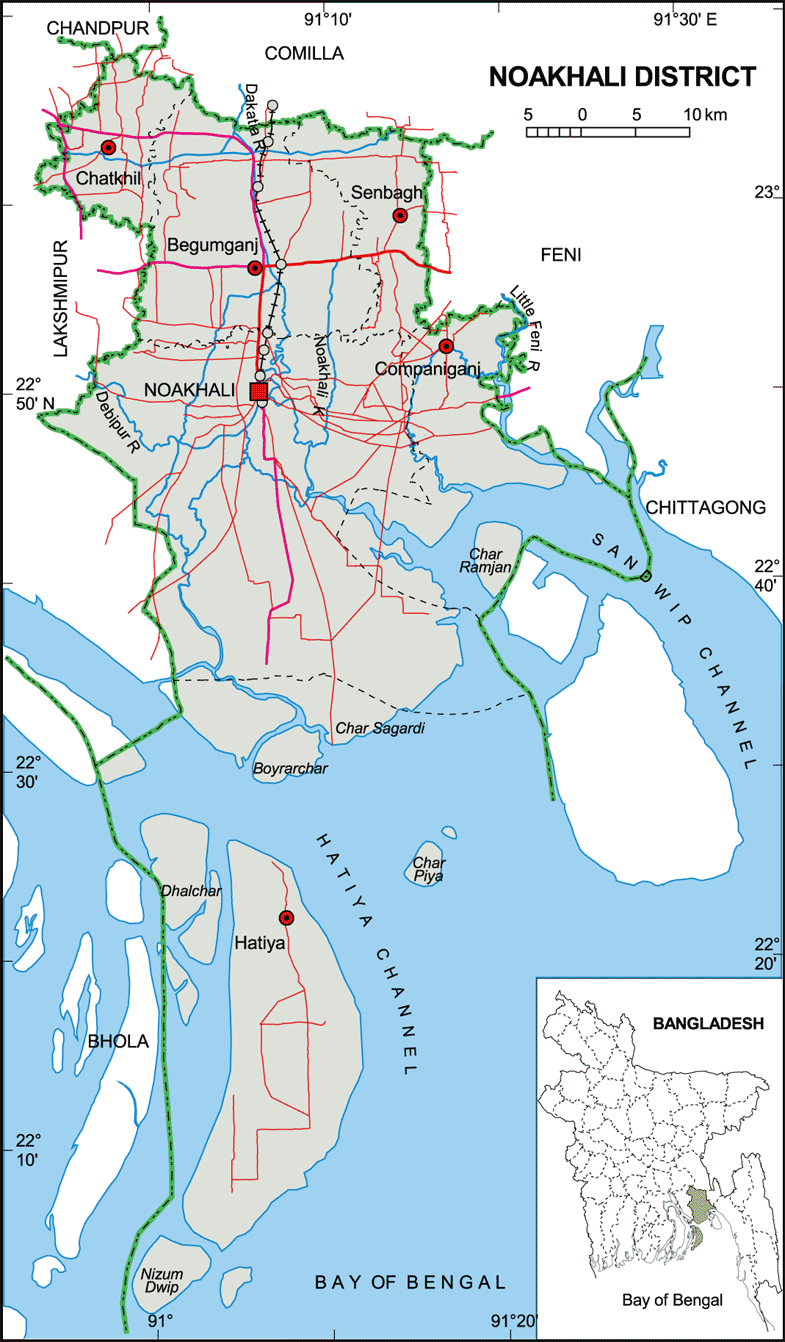 91°10'
91°30' E
CHANDPUR
COMILLA
NOAKHALI DISTRICT
5 0 5 10 km
Dakatia R
Chatkhil
Senbagh
23°
Begumganj
FENI
LAKSHMIPUR
Little Feni R
Noakhali K
Companiganj
22°
50' N
NOAKHALI
Debipur R
CHITTAGONG
SANWIP CHANNEL
Char
Ramjan
22°
40'
Char Sagardi
Boyrarchar
22°
30'
HATIYA CHANNEL
Char
Piya
Dhalchar
Hatiya
22°
20'
BHOLA
BANGLADESH
22°
10'
Nizum
Dwip
BAY OF BENGAL
Bay of Bengal
91°
91°20'